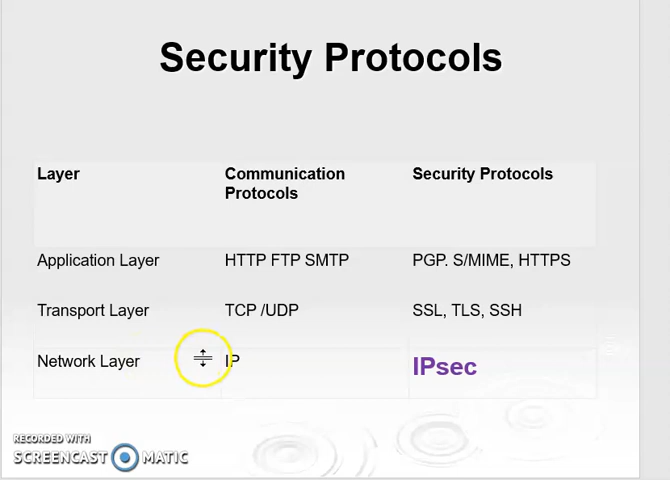 Security Protocols
Layer Communication Protocols Security Protocols
Application Layer HTTP FTP SMTP PGP. S/MIME, HTTPS
Transport Layer TCP /UDP SSL, TLS, SSH
Network Layer IP IPsec
RECORDED WITH
SCREENCAST MATIC